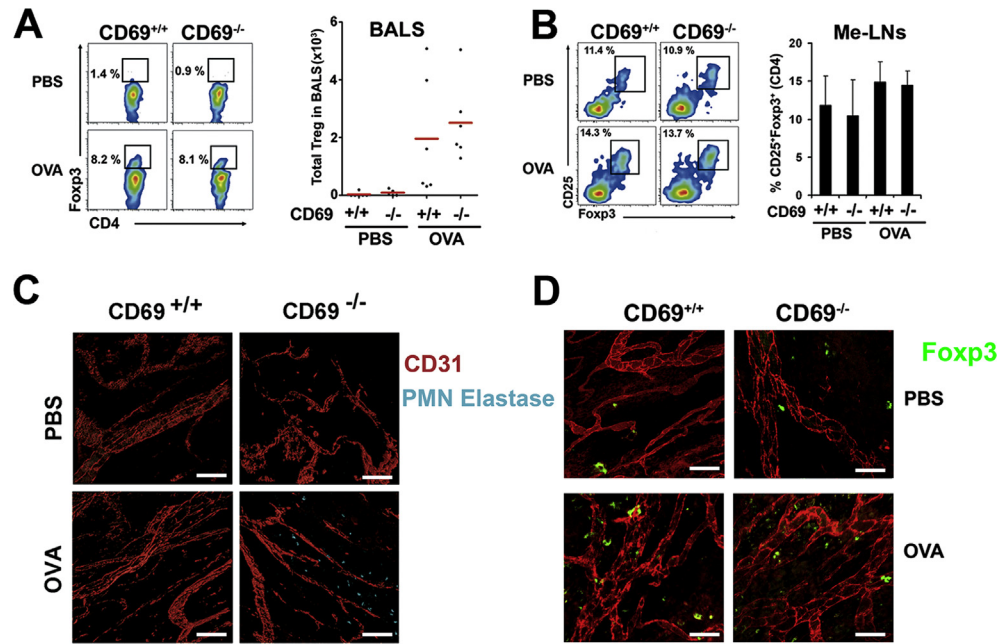 A
CD69+/+ CD69-/-
PBS
1.4 %
0.9 %
OVA
8.2 %
8.1 %
Foxp3
CD4
BALS
Total Treg in BALS (x10³)
6
4
2
0
CD69 +/+ -/- +/+ -/-
PBS OVA
B
CD69+/+ CD69-/-
PBS
11.4 %
10.9 %
OVA
14.3 %
13.7 %
CD25
Foxp3
Me-LNs
% CD25+Foxp3+ (CD4)
20
15
10
5
0
CD69 +/+ -/- +/+ -/-
PBS OVA
C
CD69 +/+ CD69 -/-
PBS
OVA
CD31
PMN Elastase
D
CD69+/+ CD69-/-
Foxp3
PBS
OVA